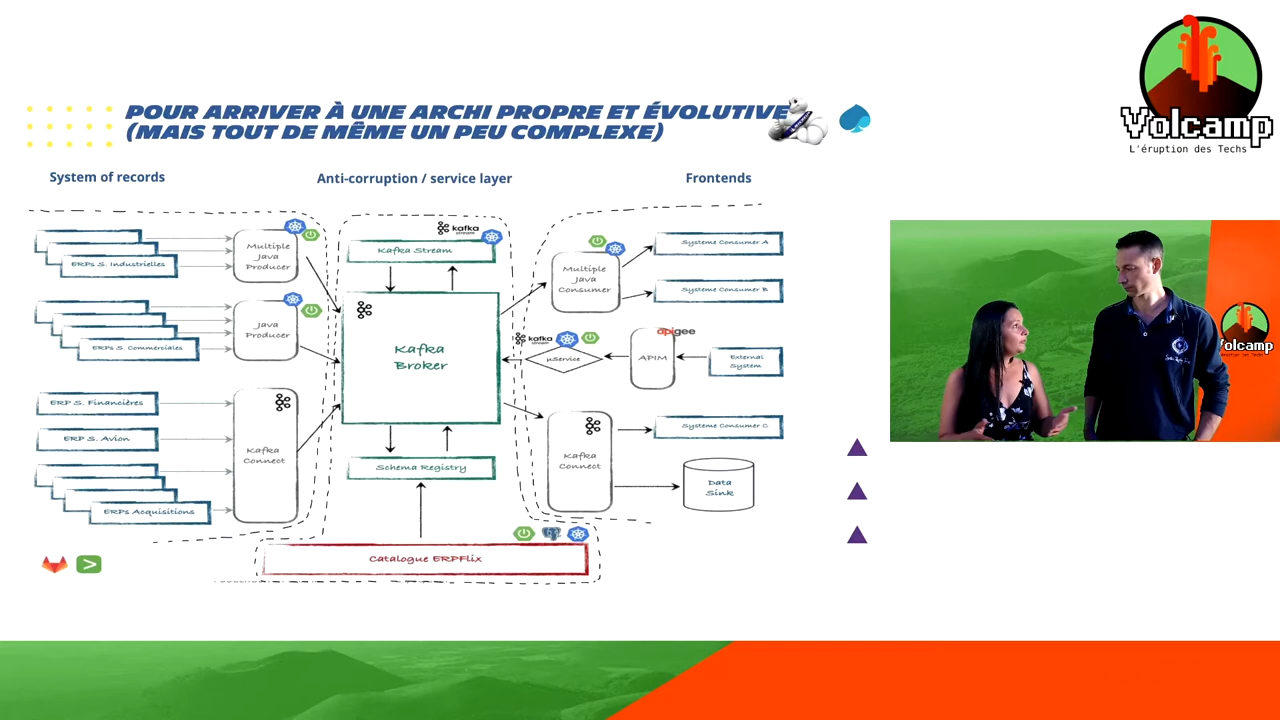 POUR ARRIVER À UNE ARCHI PROPRE ET ÉVOLUTIVE
(MAIS TOUT DE MÊME UN PEU COMPLEXE)
Volcamp
L'éruption des Techs
System of records
Anti-corruption / service layer
Frontends
ERPs S. Industrielles
Multiple
Java
Producer
ERPs S. Commerciales
Java
Producer
ERP S. Financières
ERP S. Avion
ERPs Acquisitions
Kafka
Connect
kafka
stream
Kafka Stream
Kafka
Broker
Schema Registry
Catalogue ERPFlix
Multiple
Java
Consumer
Systeme Consumer A
Systeme Consumer B
kafka
stream
µService
apigee
APIM
External
System
Kafka
Connect
Systeme Consumer C
Data
Sink
Volcamp